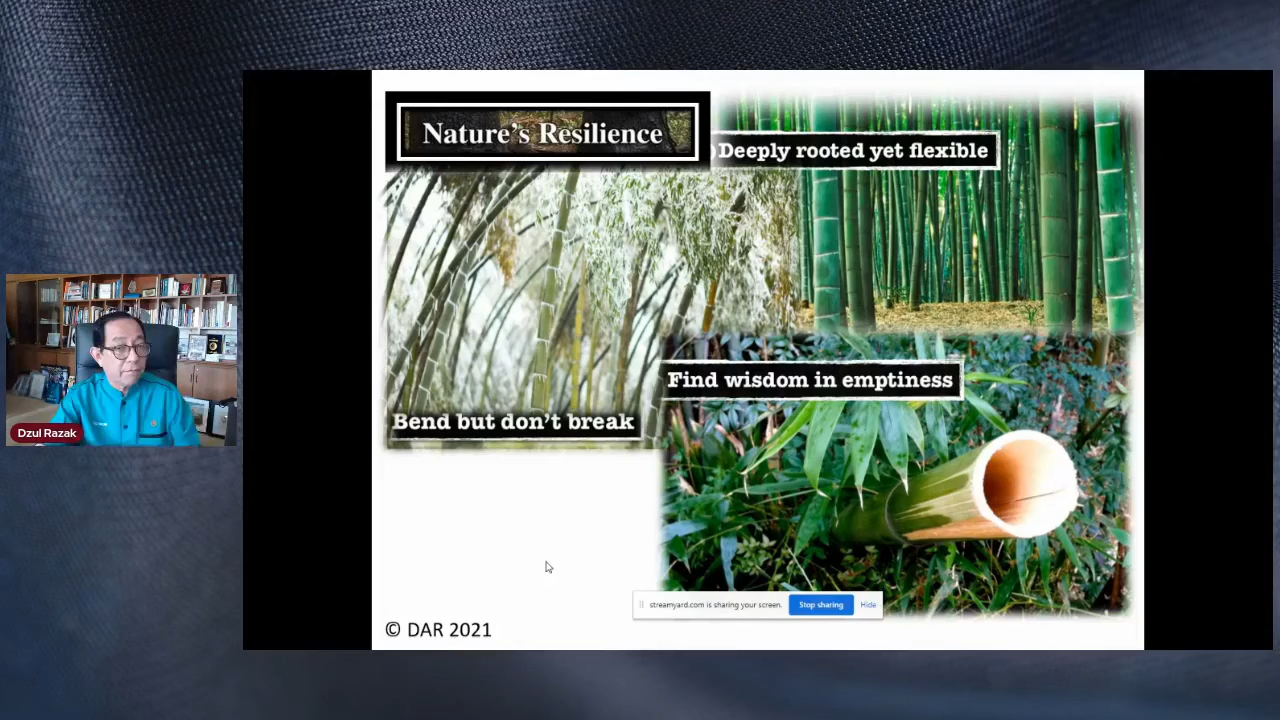 Nature's Resilience
Deeply rooted yet flexible
Find wisdom in emptiness
Bend but don't break
Dzul Razak
streamyard.com is sharing your screen.
Stop sharing
Hide
© DAR 2021